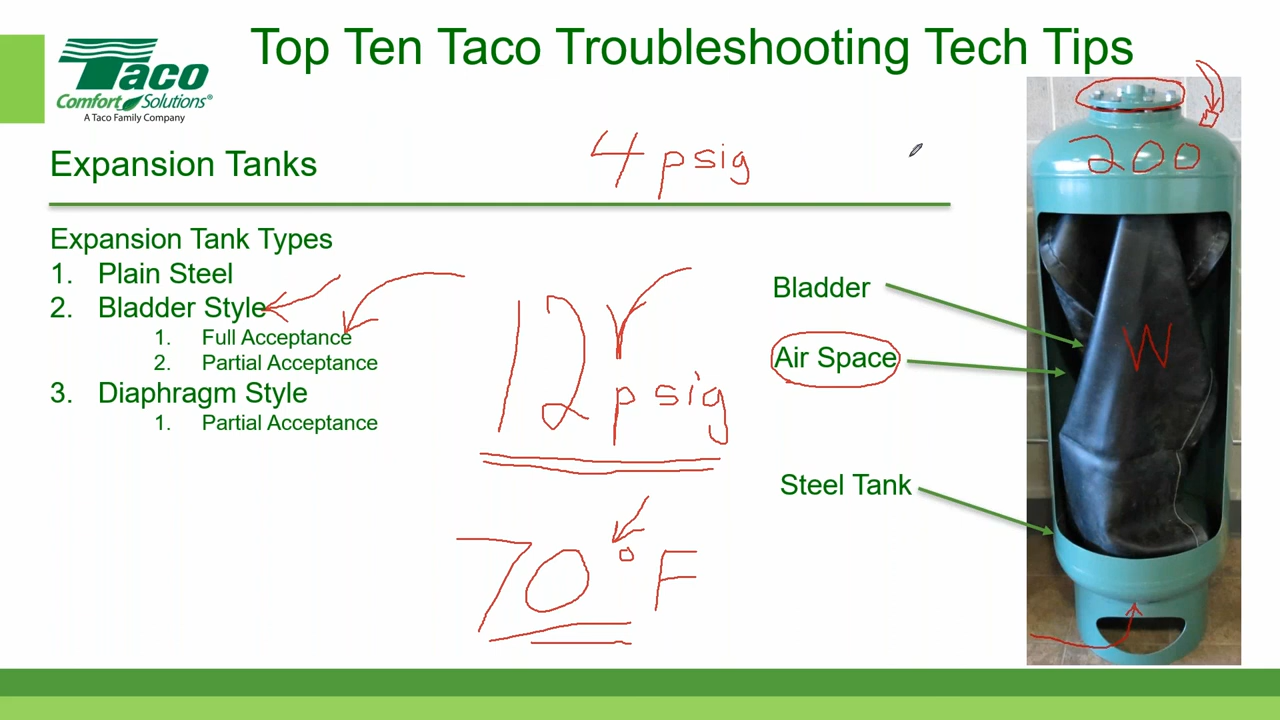 Top Ten Taco Troubleshooting Tech Tips
Taco
Comfort Solutions®
A Taco Family Company
Expansion Tanks
4 psig
200
Expansion Tank Types
1. Plain Steel
2. Bladder Style
1. Full Acceptance
2. Partial Acceptance
3. Diaphragm Style
1. Partial Acceptance
12 psig
70°F
Bladder
Air Space
Steel Tank
W